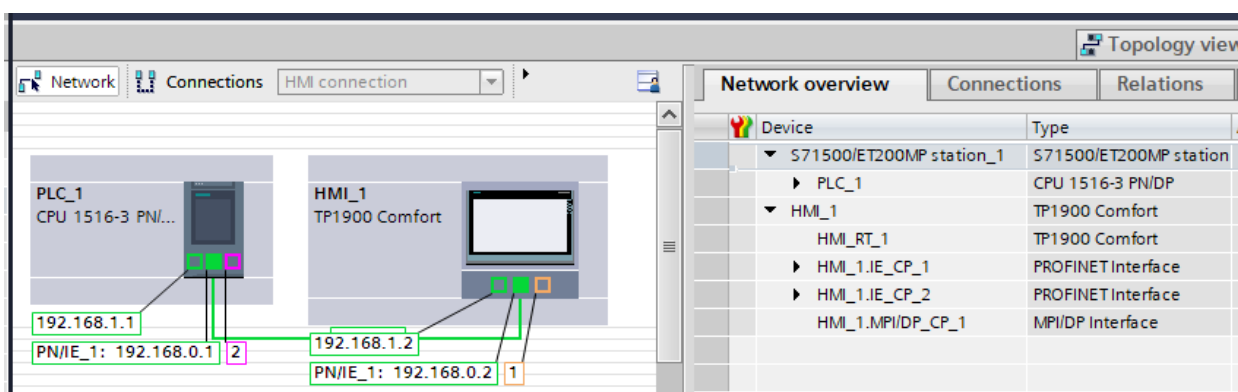 Topology view
Network Connections HMI connection
Network overview Connections Relations
Device Type
S71500/ET200MP station_1 S71500/ET200MP station
PLC_1 CPU 1516-3 PN/DP
HMI_1 TP1900 Comfort
HMI_RT_1 TP1900 Comfort
HMI_1.IE_CP_1 PROFINET Interface
HMI_1.IE_CP_2 PROFINET Interface
HMI_1.MPI/DP_CP_1 MPI/DP Interface
PLC_1
CPU 1516-3 PN/...
HMI_1
TP1900 Comfort
192.168.1.1
PN/IE_1: 192.168.0.1 2
192.168.1.2
PN/IE_1: 192.168.0.2 1